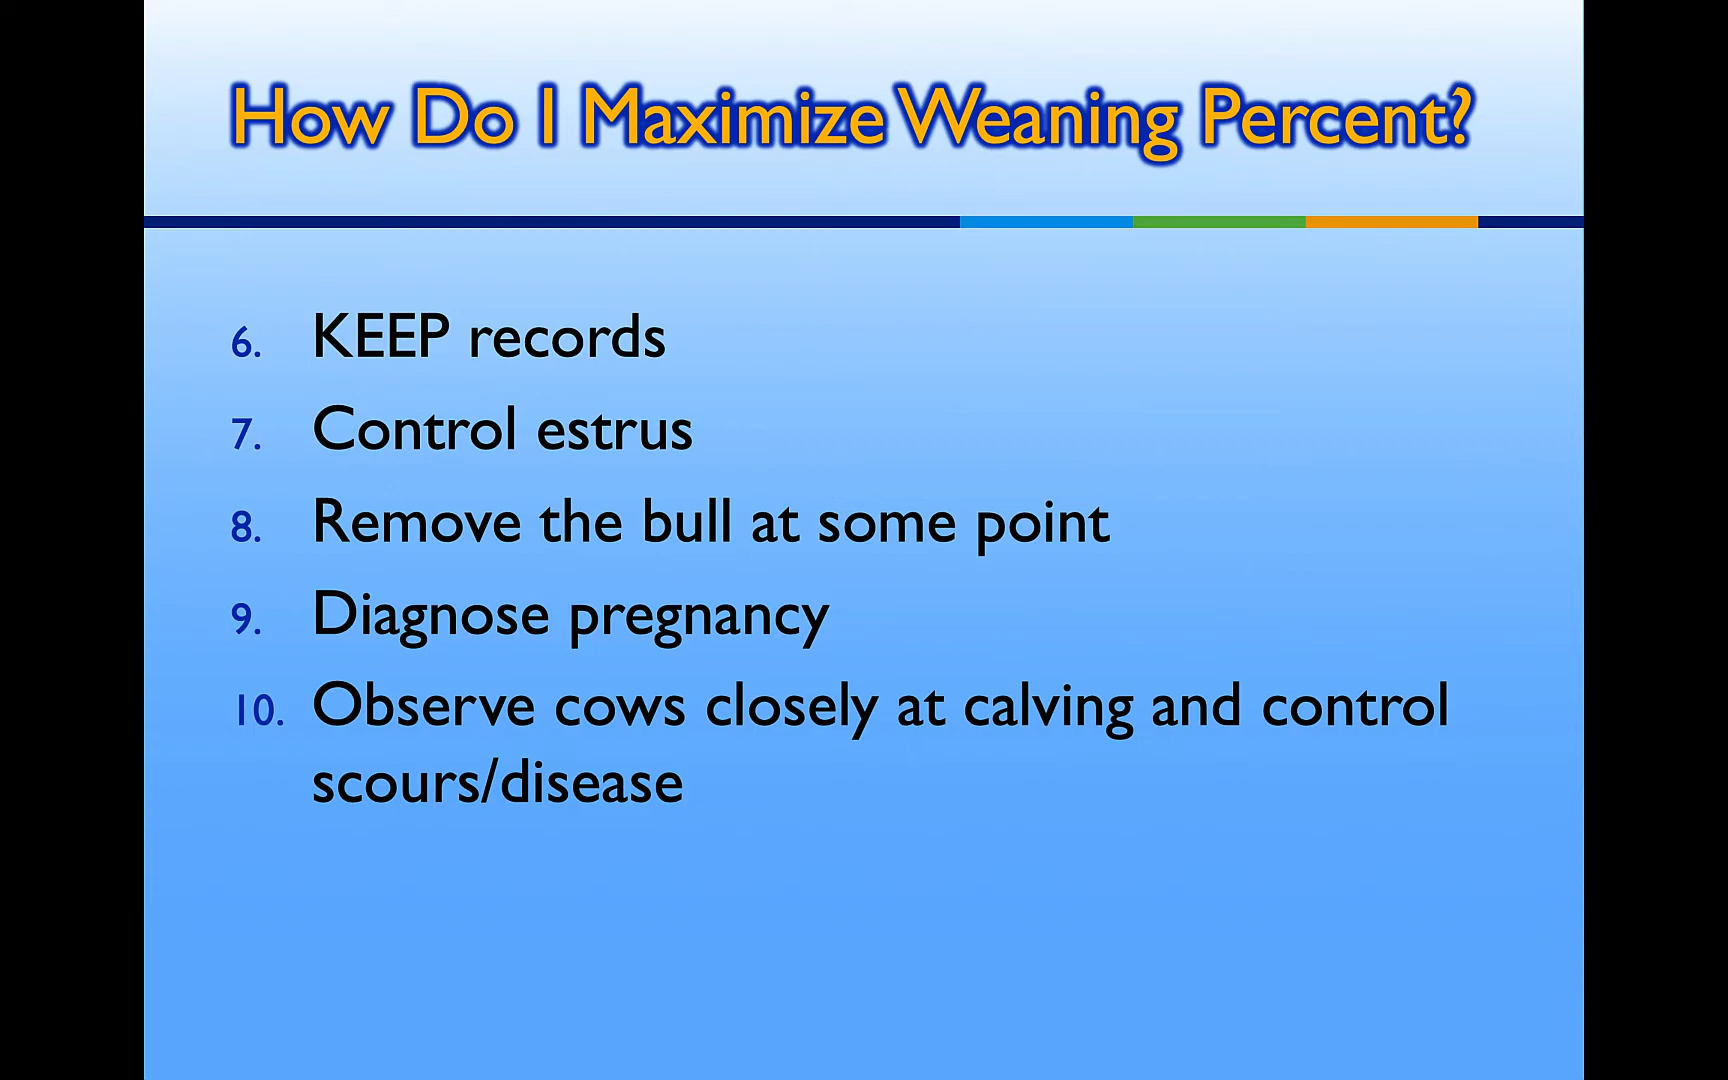 How Do I Maximize Weaning Percent?
6. KEEP records
7. Control estrus
8. Remove the bull at some point
9. Diagnose pregnancy
10. Observe cows closely at calving and control
scours/disease